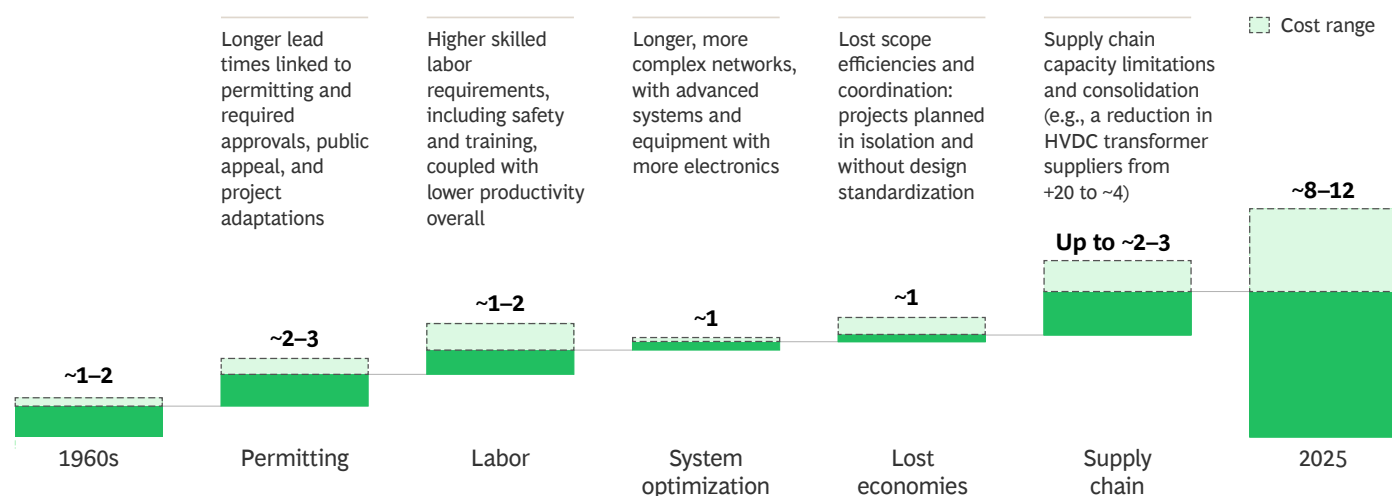 Longer lead
times linked to
permitting and
required
approvals, public
appeal, and
project
adaptations
Higher skilled
labor
requirements,
including safety
and training,
coupled with
lower productivity
overall
Longer, more
complex networks,
with advanced
systems and
equipment with
more electronics
Lost scope
efficiencies and
coordination:
projects planned
in isolation and
without design
standardization
Supply chain
capacity limitations
and consolidation
(e.g., a reduction in
HVDC transformer
suppliers from
+20 to ~4)
Cost range
~1–2
~2–3
~1–2
~1
~1
Up to ~2–3
~8–12
1960s
Permitting
Labor
System
optimization
Lost
economies
Supply
chain
2025